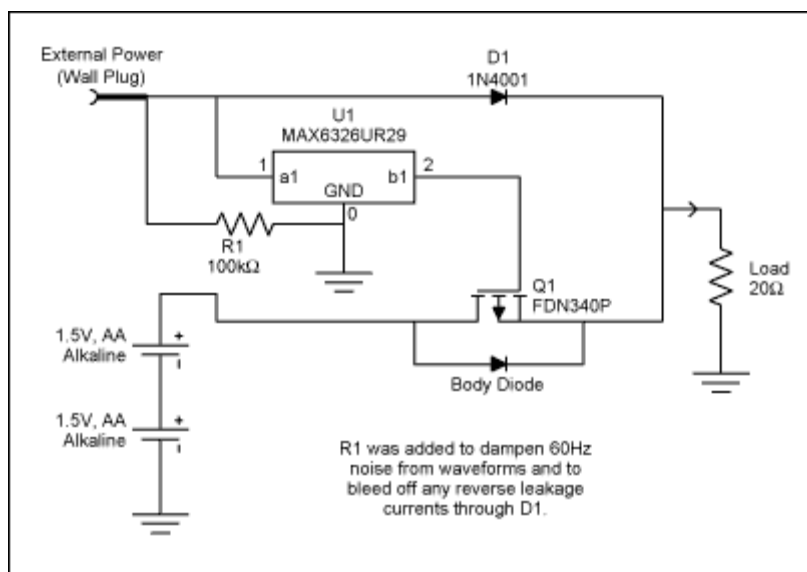 External Power
(Wall Plug)
D1
1N4001
U1
MAX6326UR29
1
a1
b1
2
GND
0
R1
100kΩ
Q1
FDN340P
Load
20Ω
1.5V, AA
Alkaline
+
Body Diode
1.5V, AA
Alkaline
+
R1 was added to dampen 60Hz
noise from waveforms and to
bleed off any reverse leakage
currents through D1.